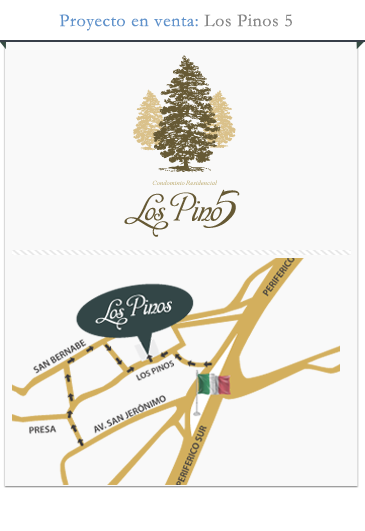 Proyecto en venta: Los Pinos 5
Condominio Residencial
Los Pino5
Los Pinos
PERIFERICO
SAN BERNABE
LOS PINOS
AV. SAN JERÓNIMO
PRESA
PERIFERICO SUR